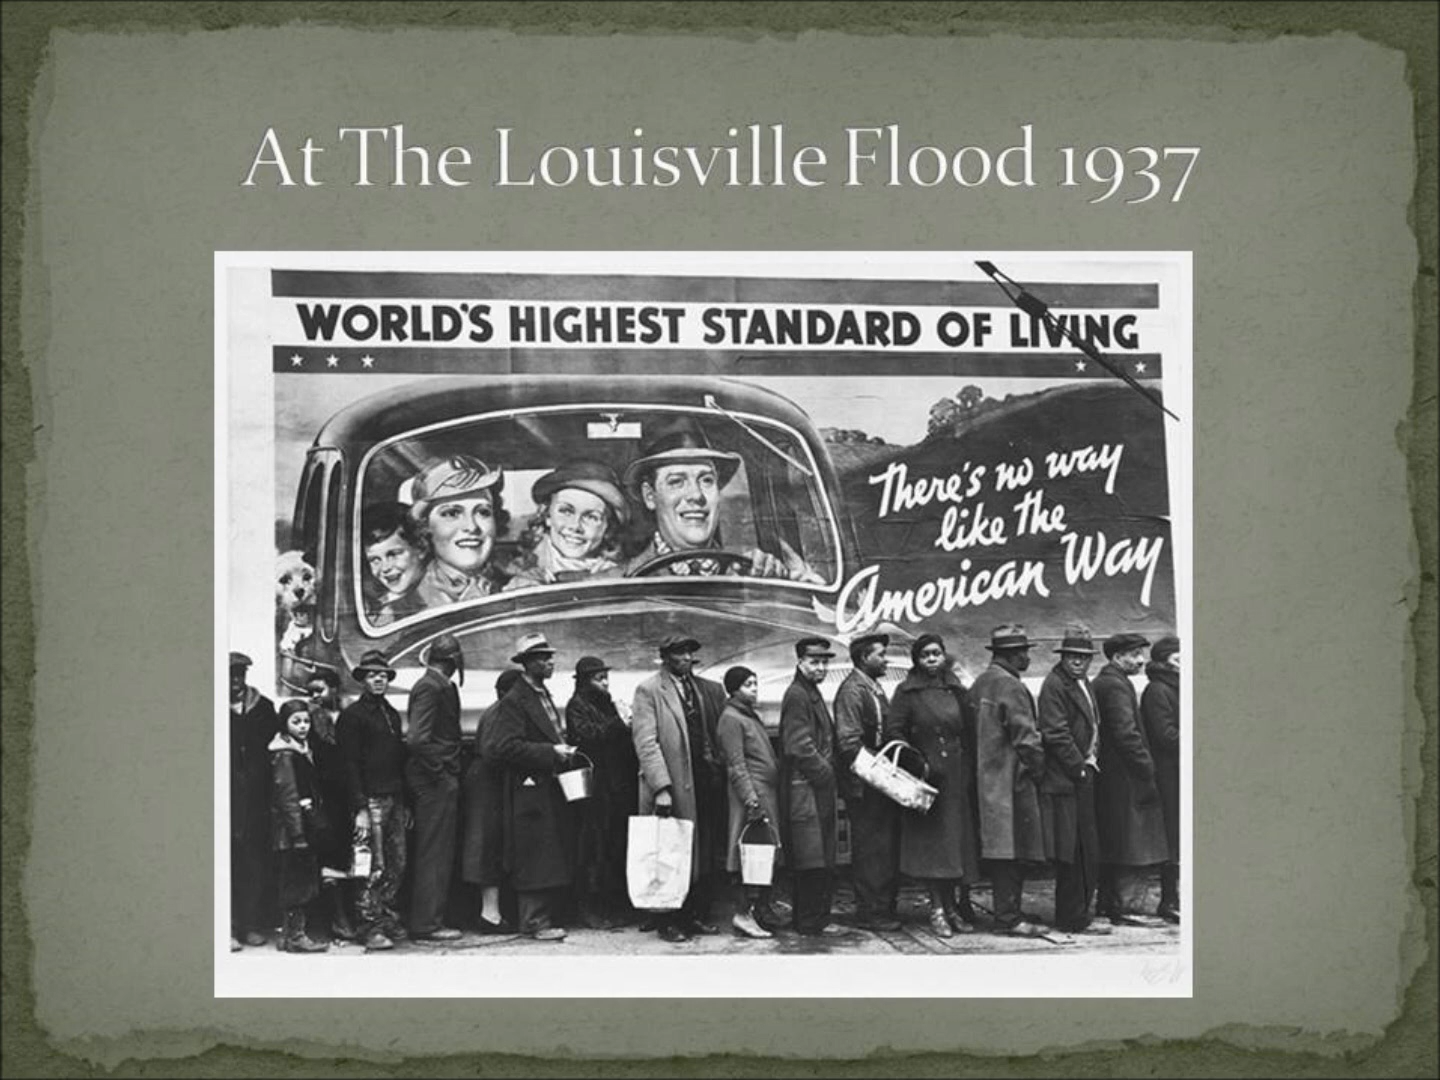 At The Louisville Flood 1937
WORLD'S HIGHEST STANDARD OF LIVING
There's no way
like the
American Way